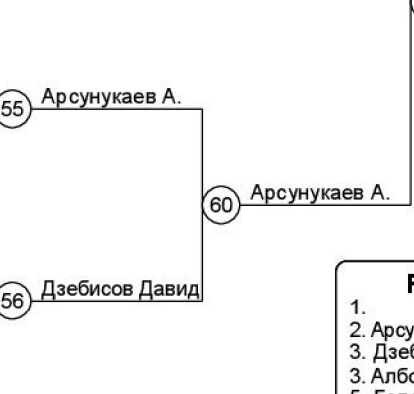 55 Арсунукаев А.
60 Арсунукаев А.
56 Дзебисов Давид
1.
2. Арсу
3. Дзеб
3. Албо